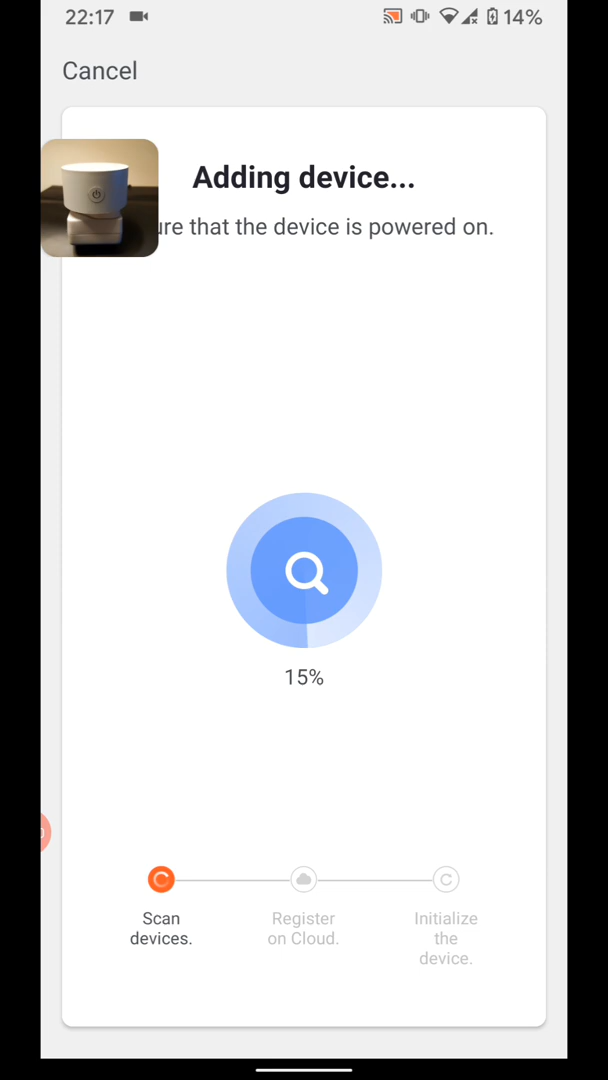 22:17
14%
Cancel
Adding device...
that the device is powered on.
15%
Scan
devices.
Register
on Cloud.
Initialize
the
device.